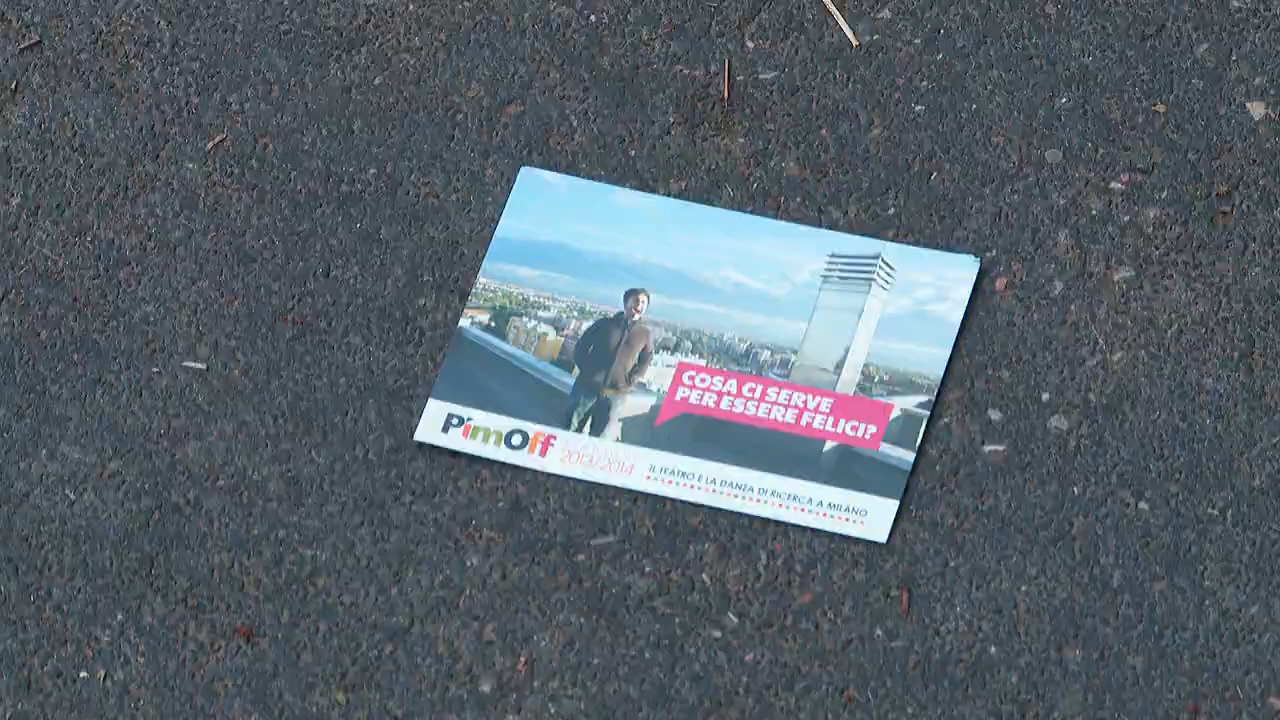 COSA CI SERVE
PER ESSERE FELICI?
PimOff
2013/2014
IL TEATRO E LA DANZA DI RICERCA A MILANO